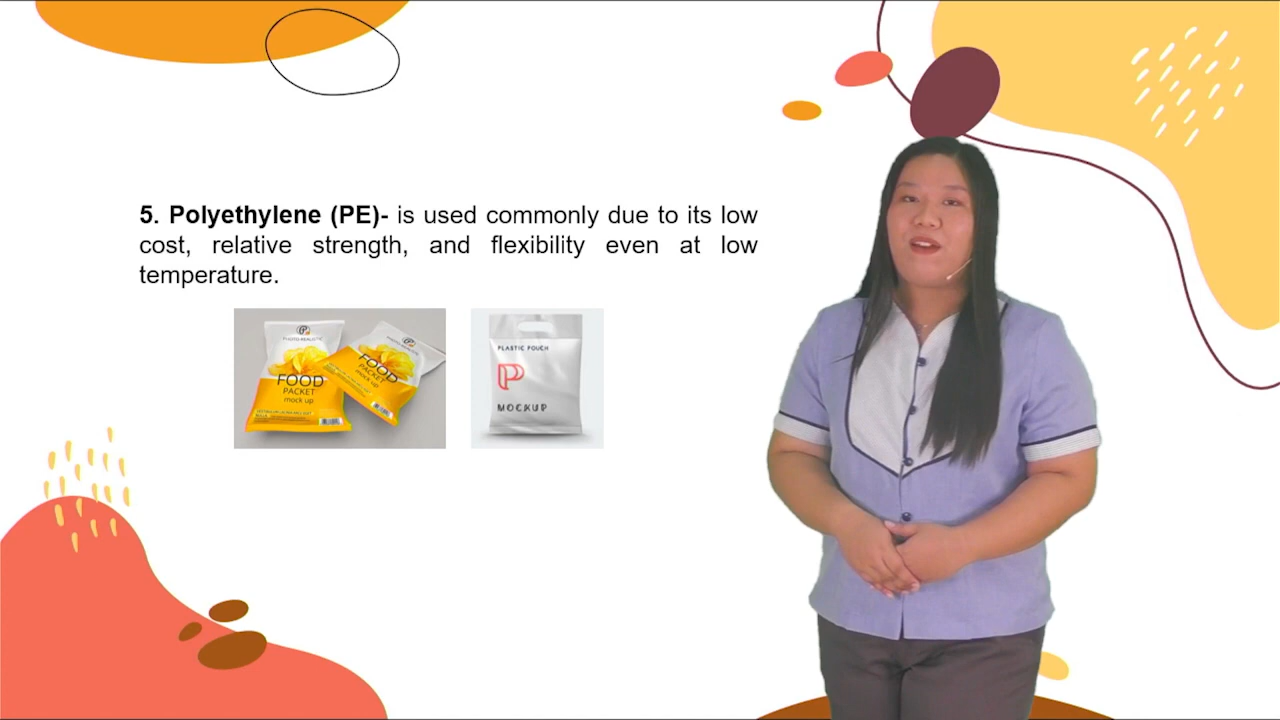 5. Polyethylene (PE)- is used commonly due to its low
cost, relative strength, and flexibility even at low
temperature.
FOOD
PACKET
mock up
FOOD
PACKET
mock up
PLASTIC POUCH
P
MOCKUP